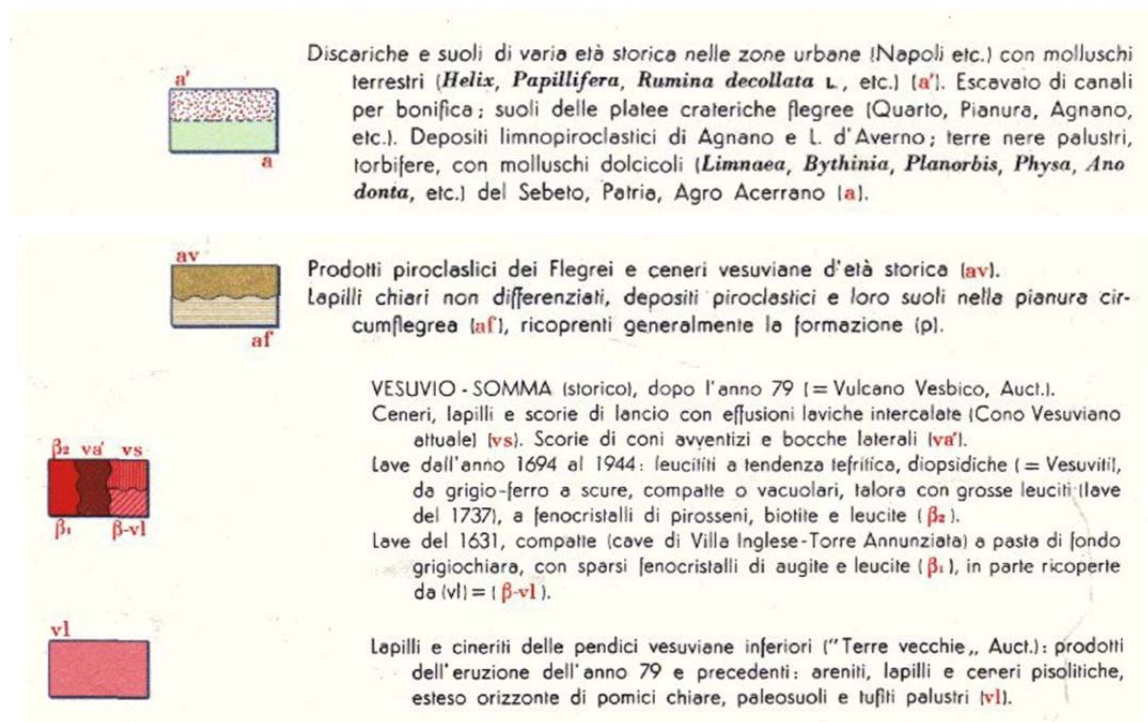 a'
a
Discariche e suoli di varia età storica nelle zone urbane (Napoli etc.) con molluschi
terrestri (Helix, Papillifera, Rumina decollata L., etc.) (a'). Escavato di canali
per bonifica; suoli delle platee crateriche flegree (Quarto, Pianura, Agnano,
etc.). Depositi limnopiroclastici di Agnano e L. d'Averno; terre nere palustri,
torbifere, con molluschi dolcicoli (Limnaea, Bythinia, Planorbis, Physa, Ano
donta, etc.) del Sebeto, Patria, Agro Acerrano (a).
av
af
Prodotti piroclastici dei Flegrei e ceneri vesuviane d'età storica (av).
Lapilli chiari non differenziati, depositi piroclastici e loro suoli nella pianura cir-
cumflegrea (af), ricoprenti generalmente la formazione (p).
VESUVIO - SOMMA (storico), dopo l'anno 79 (= Vulcano Vesbico, Auct.).
Ceneri, lapilli e scorie di lancio con effusioni laviche intercalate (Cono Vesuviano
attuale) (vs). Scorie di coni avventizi e bocche laterali (va').
β2 va' vs
β1 β-vl
Lave dall'anno 1694 al 1944: leucititi a tendenza tefritica, diopsidiche (= Vesuviti),
da grigio-ferro a scure, compatte o vacuolari, talora con grosse leuciti (lave
del 1737), a fenocristalli di pirosseni, biotite e leucite (β2).
Lave del 1631, compatte (cave di Villa Inglese-Torre Annunziata) a pasta di fondo
grigiochiara, con sparsi fenocristalli di augite e leucite (β1), in parte ricoperte
da (vl) = (β-vl).
vl
Lapilli e cineriti delle pendici vesuviane inferiori ("Terre vecchie„ Auct.): prodotti
dell'eruzione dell'anno 79 e precedenti: areniti, lapilli e ceneri pisolitiche,
esteso orizzonte di pomici chiare, paleosuoli e tufiti palustri (vl).